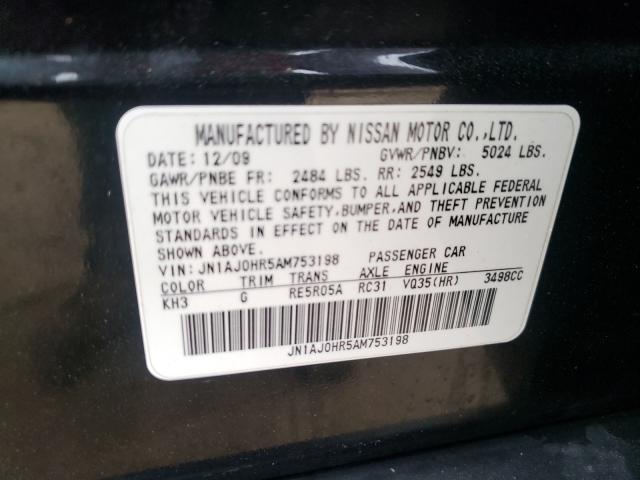 MANUFACTURED BY NISSAN MOTOR CO.,LTD.
DATE: 12/09 GVWR/PNBV: 5024 LBS.
GAWR/PNBE FR: 2484 LBS. RR: 2549 LBS.
THIS VEHICLE CONFORMS TO ALL APPLICABLE FEDERAL
MOTOR VEHICLE SAFETY,BUMPER,AND THEFT PREVENTION
STANDARDS IN EFFECT ON THE DATE OF MANUFACTURE
SHOWN ABOVE.
VIN: JN1AJ0HR5AM753198 PASSENGER CAR
COLOR TRIM TRANS AXLE ENGINE
KH3 G RE5R05A RC31 VQ35(HR) 3498CC
JN1AJ0HR5AM753198